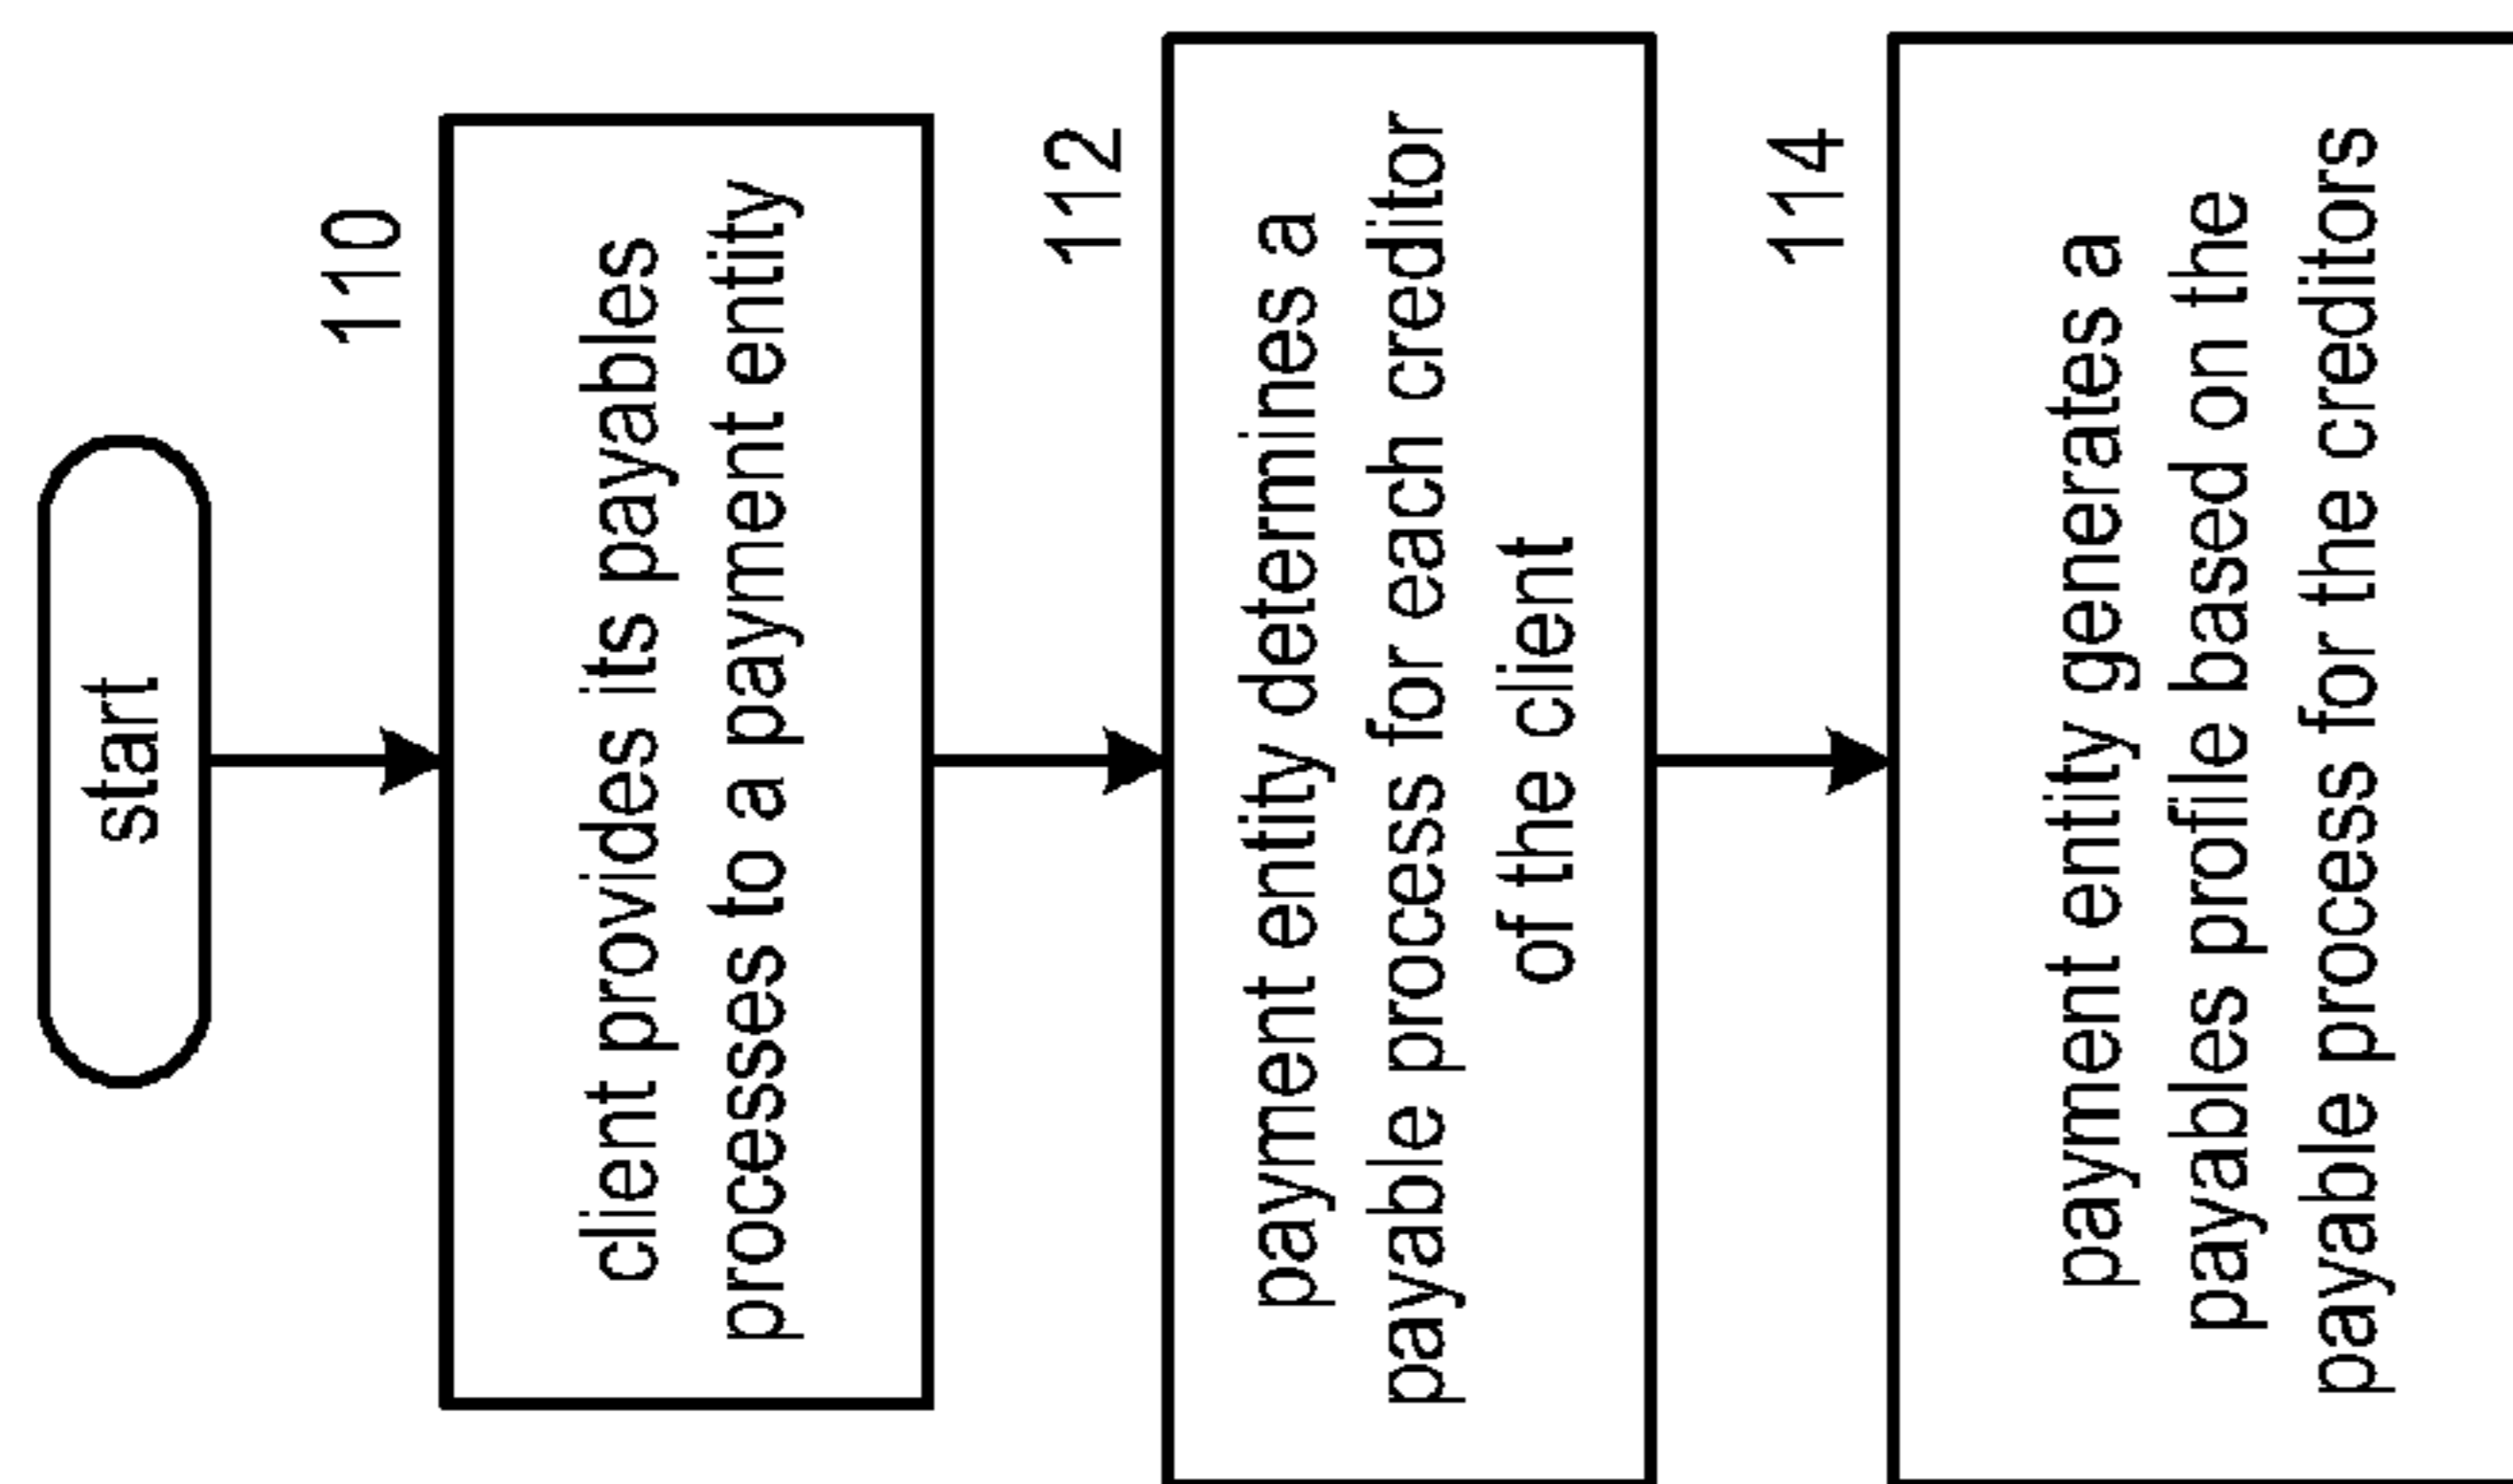 start
110
client provides its payables
processes to a payment entity
112
payment entity determines a
payable process for each creditor
of the client
114
payment entity generates a
payables profile based on the
payable process for the creditors